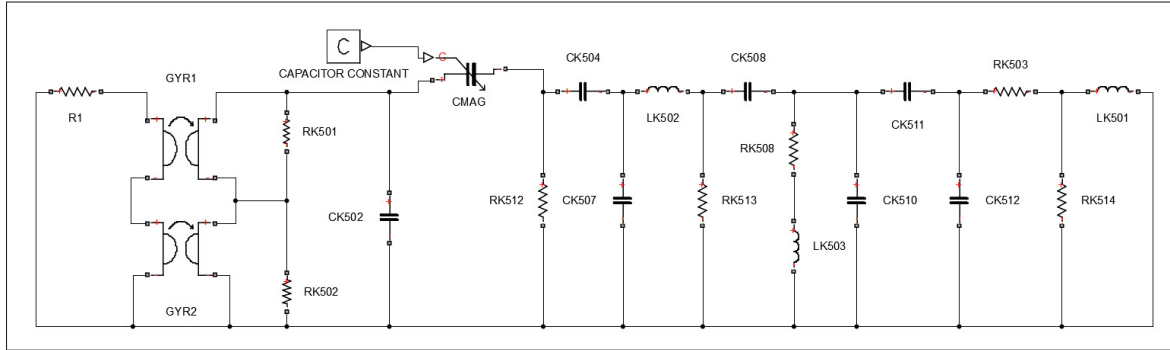 C
CAPACITOR CONSTANT
C
CMAG
GYR1
R1
RK501
CK504
CK508
RK503
LK502
CK511
LK501
RK508
RK512
CK507
RK513
CK510
CK512
RK514
CK502
LK503
RK502
GYR2